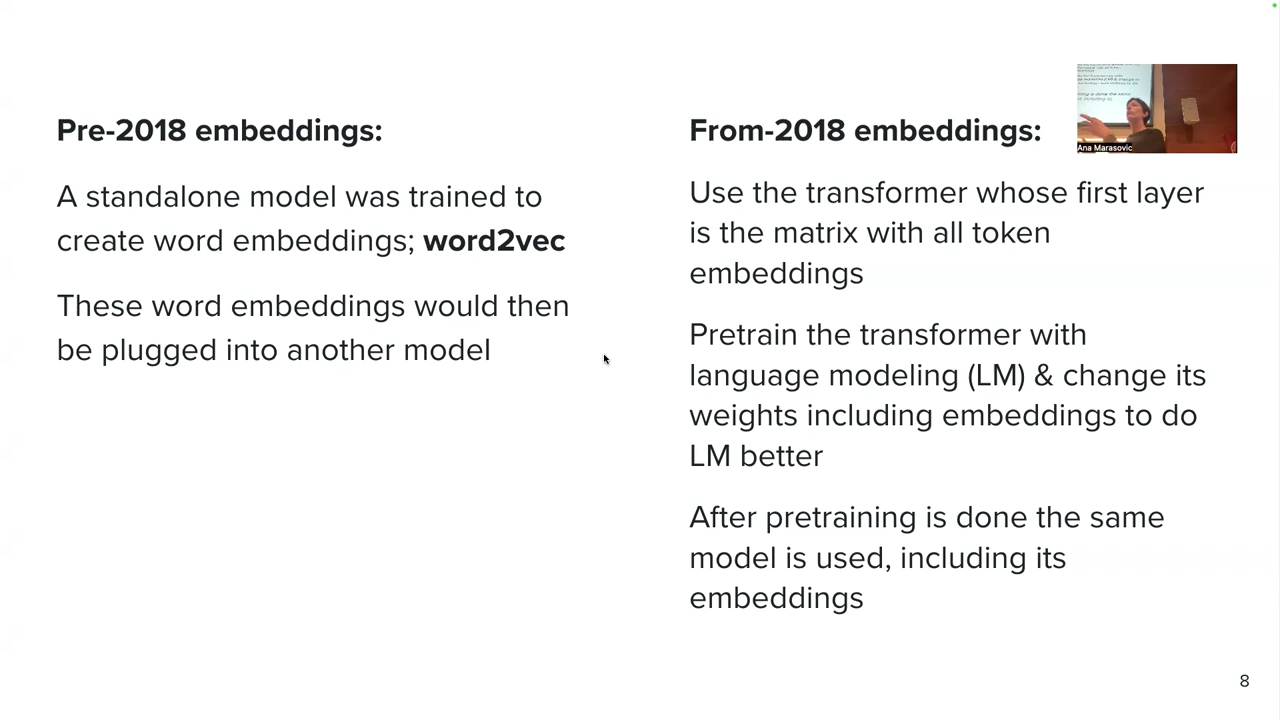 Pre-2018 embeddings:
A standalone model was trained to
create word embeddings; word2vec
These word embeddings would then
be plugged into another model
From-2018 embeddings:
Use the transformer whose first layer
is the matrix with all token
embeddings
Pretrain the transformer with
language modeling (LM) & change its
weights including embeddings to do
LM better
After pretraining is done the same
model is used, including its
embeddings
Ana Marasovic
8